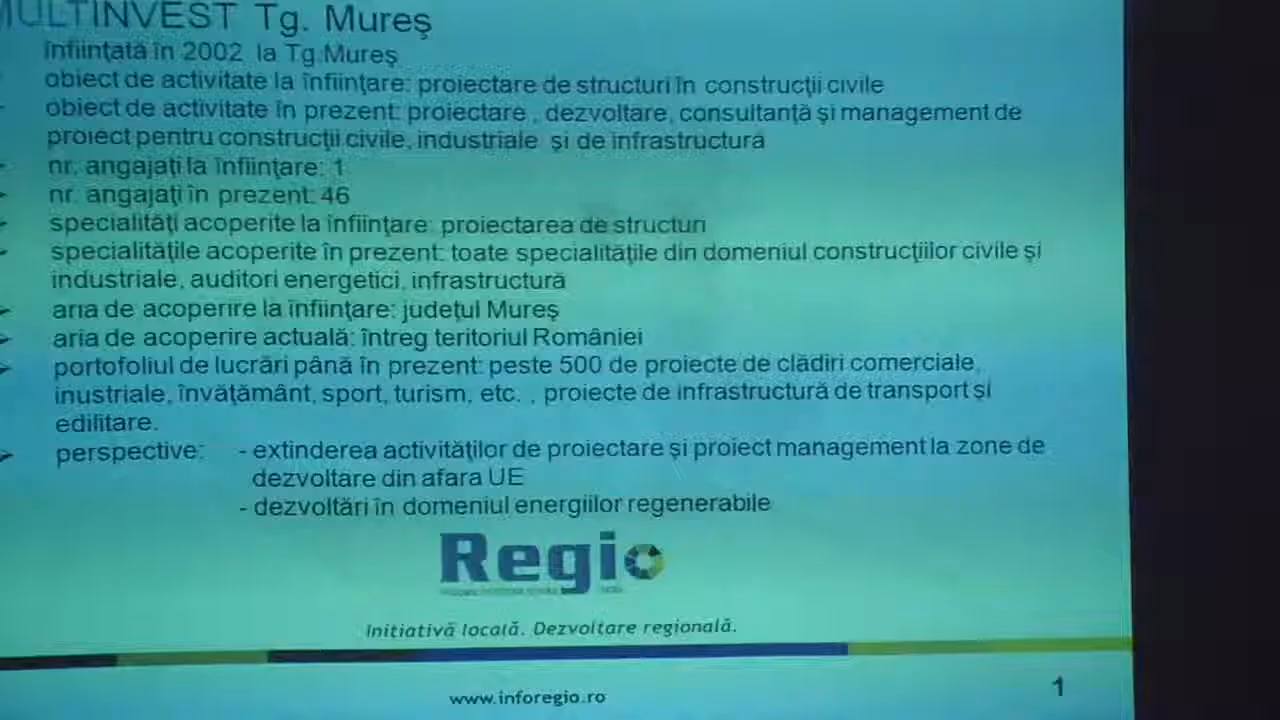 MULTINVEST Tg. Mureş
înfiinţată în 2002 la Tg.Mureş
obiect de activitate la înfiinţare: proiectare de structuri în construcţii civile
obiect de activitate în prezent: proiectare , dezvoltare, consultanţă şi management de
proiect pentru construcţii civile, industriale şi de infrastructură
nr. angajaţi la înfiinţare: 1
nr. angajaţi în prezent: 46
specialităţi acoperite la înfiinţare: proiectarea de structuri
specialităţile acoperite în prezent: toate specialităţile din domeniul construcţiilor civile şi
industriale, auditori energetici, infrastructură
aria de acoperire la înfiinţare: judeţul Mureş
aria de acoperire actuală: întreg teritoriul României
portofoliul de lucrări până în prezent: peste 500 de proiecte de clădiri comerciale,
inustriale, învăţământ, sport, turism, etc. , proiecte de infrastructură de transport şi
edilitare.
perspective: - extinderea activităţilor de proiectare şi proiect management la zone de
dezvoltare din afara UE
- dezvoltări în domeniul energiilor regenerabile
Regio
Iniţiativă locală. Dezvoltare regională.
www.inforegio.ro 1